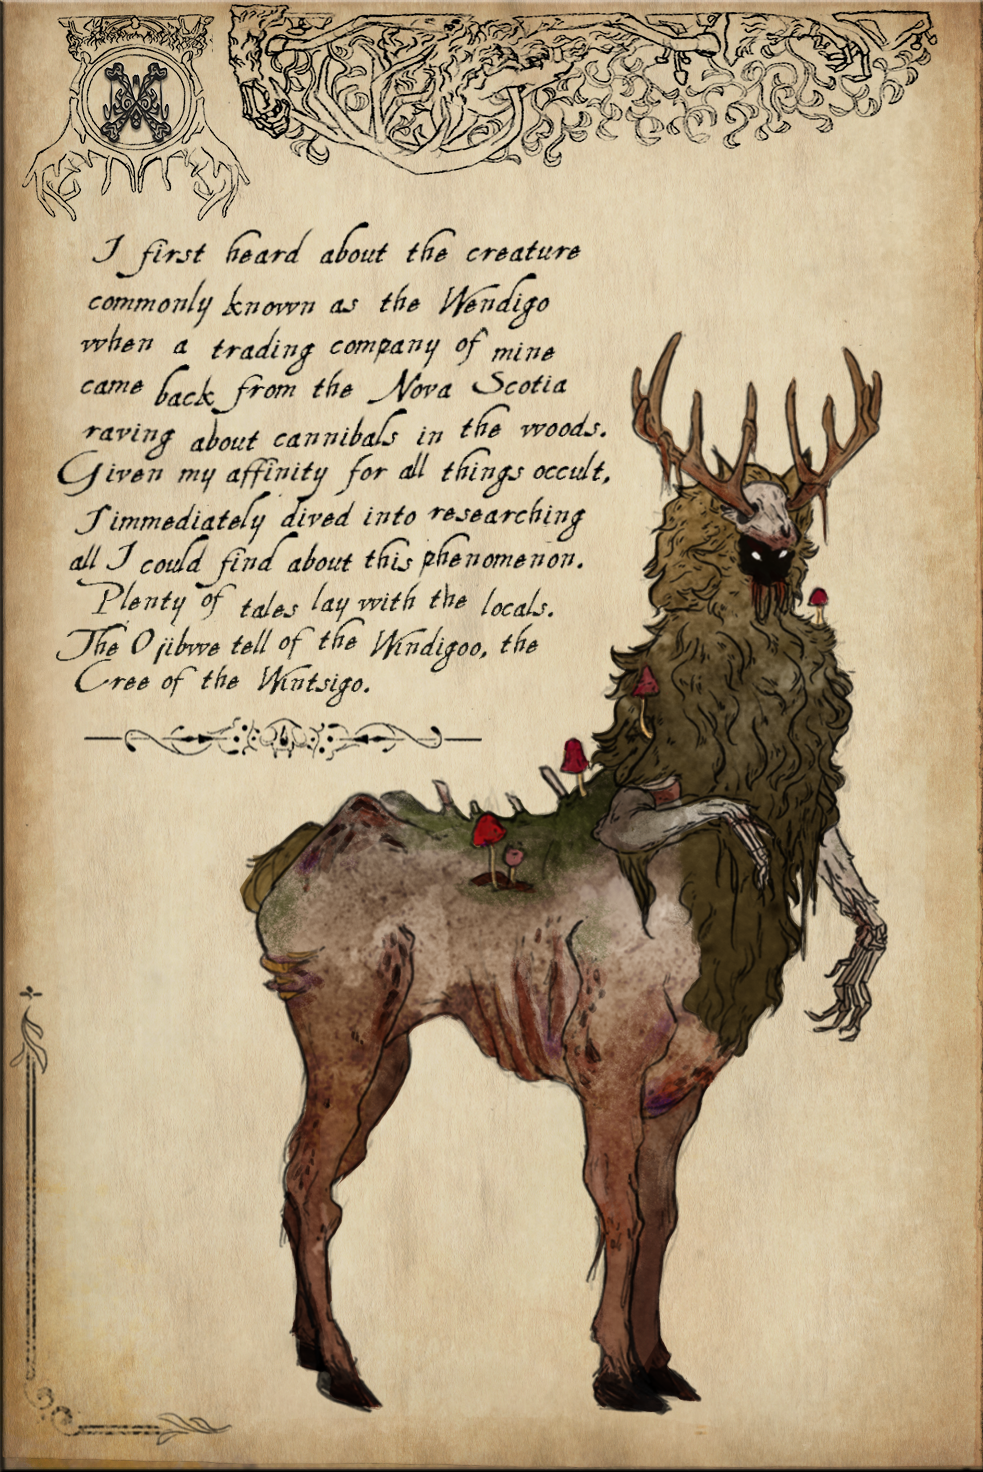 I first heard about the creature
commonly known as the Wendigo
when a trading company of mine
came back from the Nova Scotia
raving about cannibals in the woods.
Given my affinity for all things occult,
I immediately dived into researching
all I could find about this phenomenon.
Plenty of tales lay with the locals.
The Ojibwe tell of the Windigoo, the
Cree of the Wintsigo.